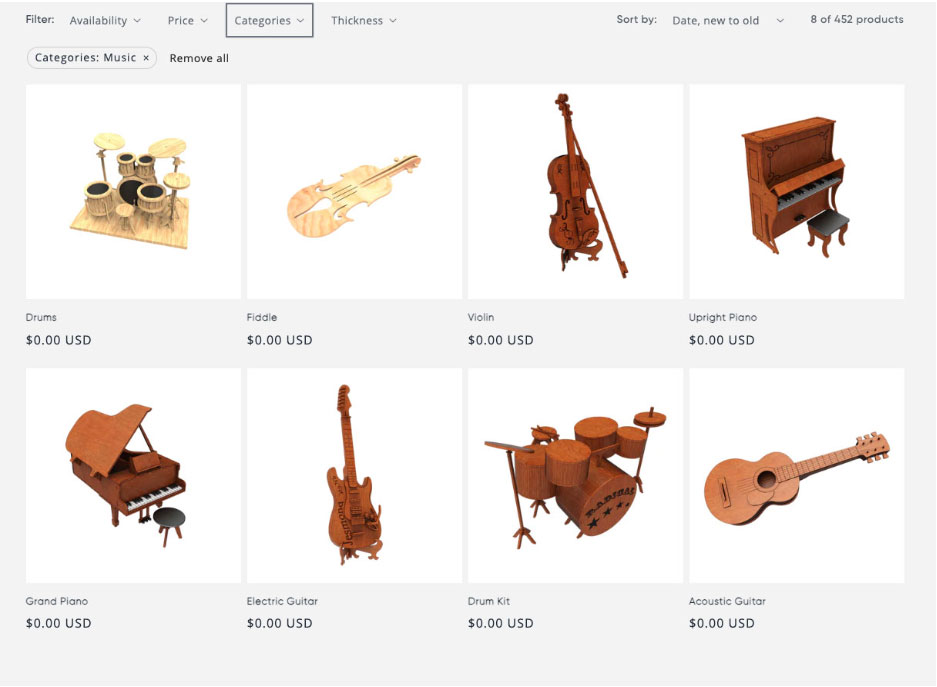 Filter: Availability Price Categories Thickness Sort by: Date, new to old 8 of 452 products
Categories: Music × Remove all
Drums Fiddle Violin Upright Piano
$0.00 USD $0.00 USD $0.00 USD $0.00 USD
Grand Piano Electric Guitar Drum Kit Acoustic Guitar
$0.00 USD $0.00 USD $0.00 USD $0.00 USD